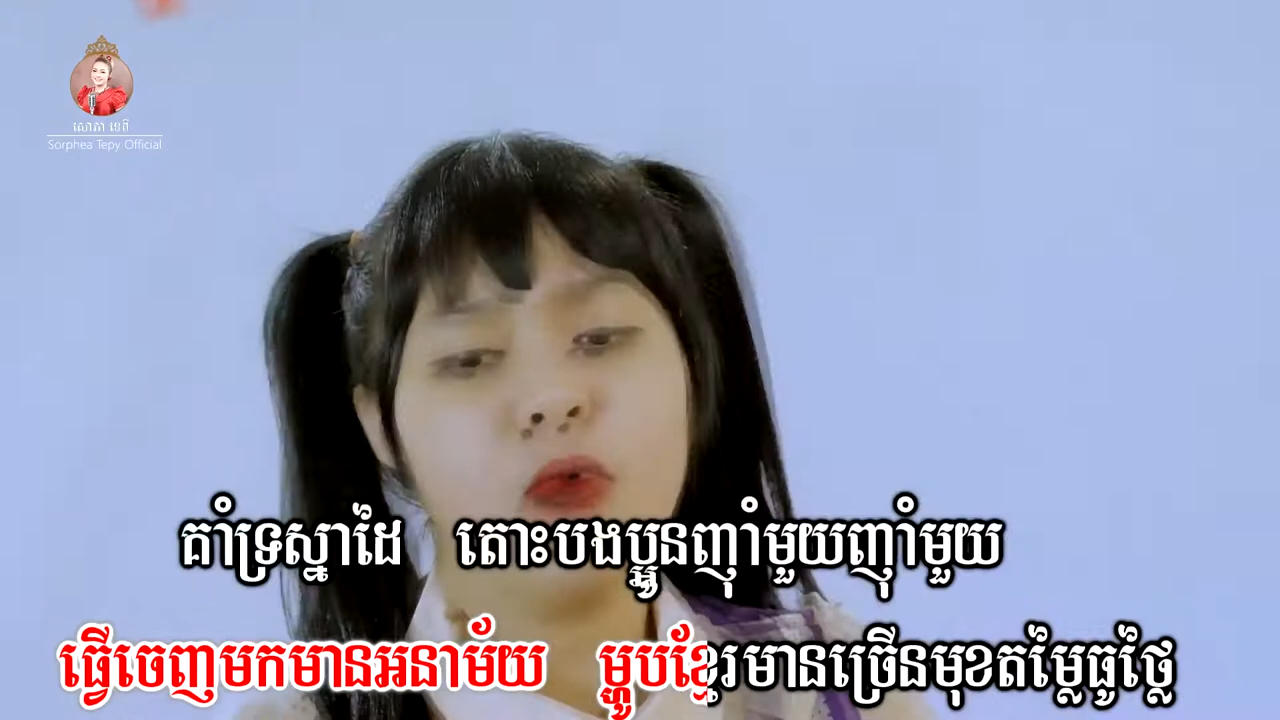 សោភា ទេពី
Sorphea Tepy Official
គាំទ្រស្នាដៃ តោះបងប្អូនញ៉ាំមួយញ៉ាំមួយ
ធ្វើចេញមកមានអនាម័យ ម្ហូបខ្មែរមានច្រើនមុខតម្លៃធូថ្លៃ